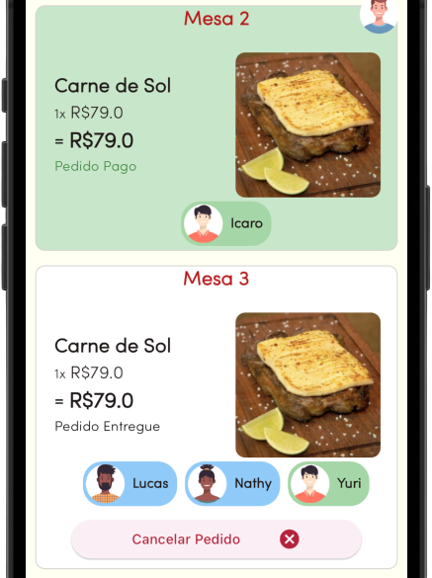 Mesa 2
Carne de Sol
1x R$79.0
= R$79.0
Pedido Pago
Icaro
Mesa 3
Carne de Sol
1x R$79.0
= R$79.0
Pedido Entregue
Lucas
Nathy
Yuri
Cancelar Pedido